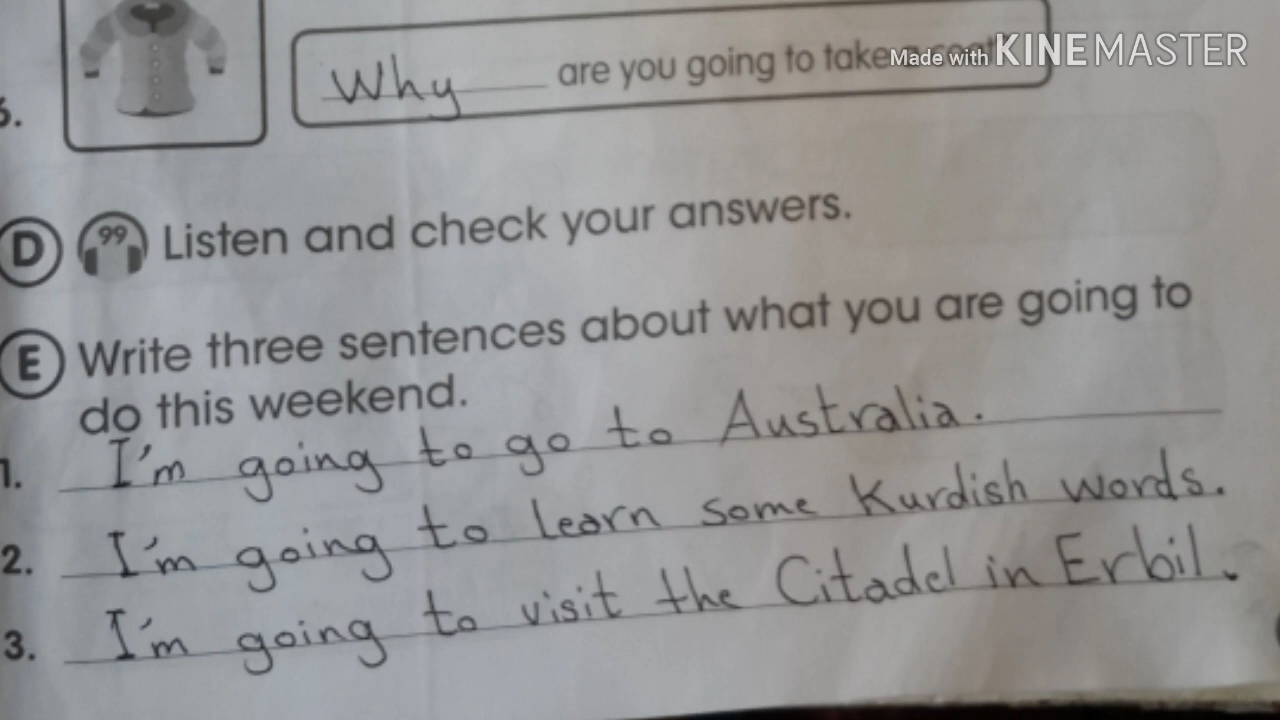 Made with KINEMASTER
6. Why are you going to take a coat
D 99 Listen and check your answers.
E Write three sentences about what you are going to
do this weekend.
1. I'm going to go to Australia.
2. I'm going to learn some Kurdish words.
3. I'm going to visit the Citadel in Erbil.